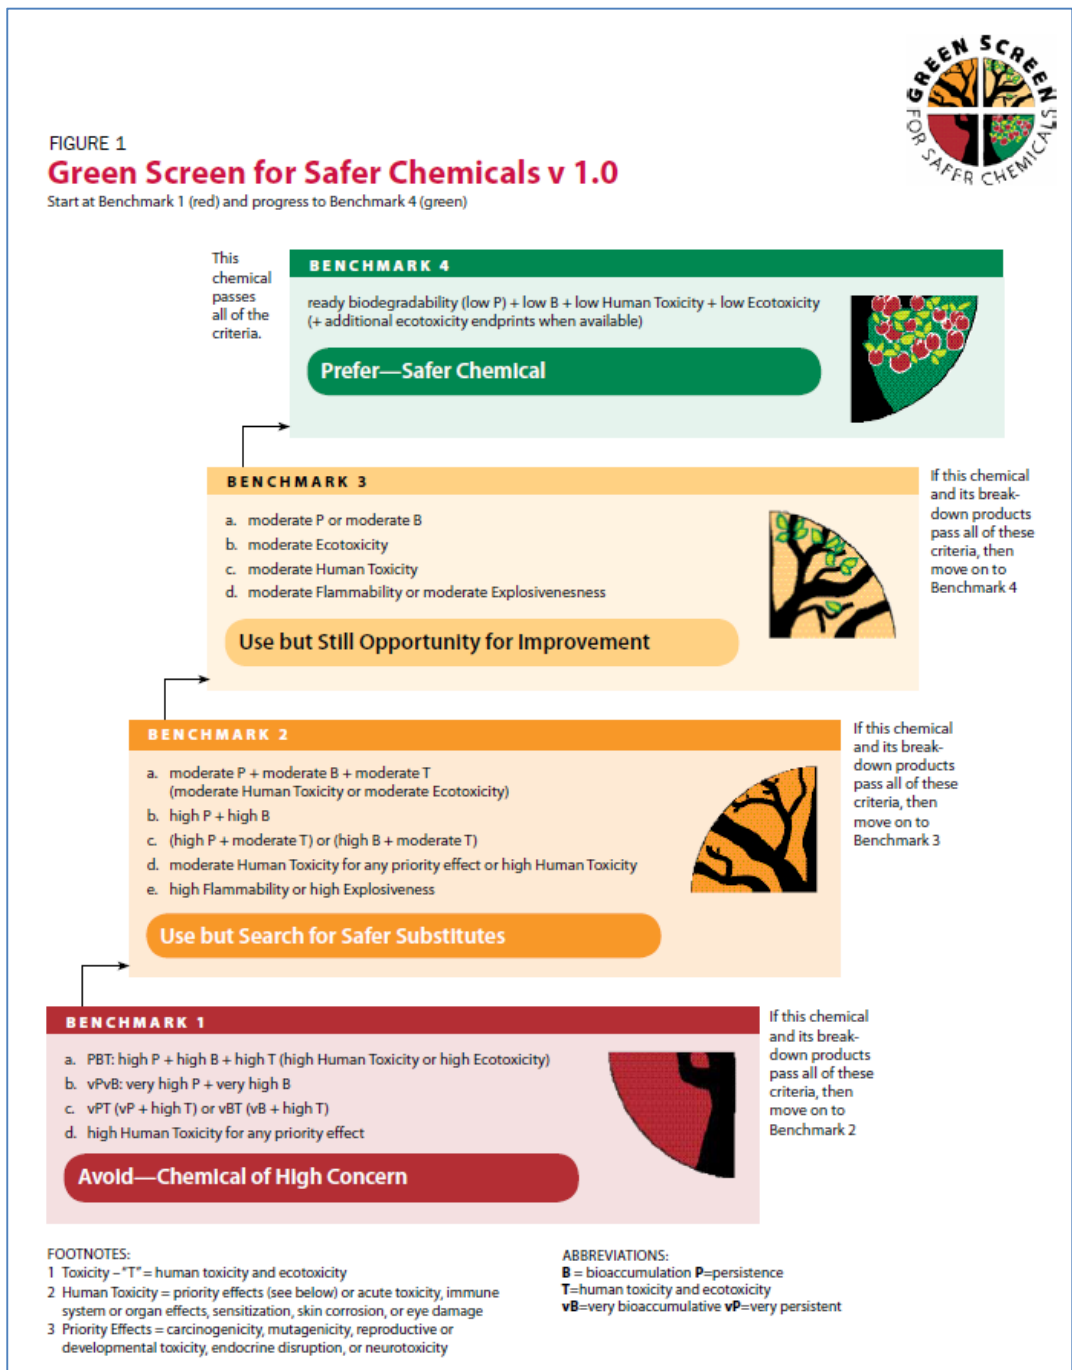 GREEN SCREEN
FOR SAFER CHEMICALS
FIGURE 1
Green Screen for Safer Chemicals v 1.0
Start at Benchmark 1 (red) and progress to Benchmark 4 (green)
This
chemical
passes
all of the
criteria.
BENCHMARK 4
ready biodegradability (low P) + low B + low Human Toxicity + low Ecotoxicity
(+ additional ecotoxicity endprints when available)
Prefer—Safer Chemical
BENCHMARK 3
a. moderate P or moderate B
b. moderate Ecotoxicity
c. moderate Human Toxicity
d. moderate Flammability or moderate Explosivenesness
Use but Still Opportunity for Improvement
If this chemical
and its break-
down products
pass all of these
criteria, then
move on to
Benchmark 4
BENCHMARK 2
a. moderate P + moderate B + moderate T
(moderate Human Toxicity or moderate Ecotoxicity)
b. high P + high B
c. (high P + moderate T) or (high B + moderate T)
d. moderate Human Toxicity for any priority effect or high Human Toxicity
e. high Flammability or high Explosiveness
Use but Search for Safer Substitutes
If this chemical
and its break-
down products
pass all of these
criteria, then
move on to
Benchmark 3
BENCHMARK 1
a. PBT: high P + high B + high T (high Human Toxicity or high Ecotoxicity)
b. vPvB: very high P + very high B
c. vPT (vP + high T) or vBT (vB + high T)
d. high Human Toxicity for any priority effect
Avoid—Chemical of High Concern
If this chemical
and its break-
down products
pass all of these
criteria, then
move on to
Benchmark 2
FOOTNOTES:
1 Toxicity – "T" = human toxicity and ecotoxicity
2 Human Toxicity = priority effects (see below) or acute toxicity, immune
system or organ effects, sensitization, skin corrosion, or eye damage
3 Priority Effects = carcinogenicity, mutagenicity, reproductive or
developmental toxicity, endocrine disruption, or neurotoxicity
ABBREVIATIONS:
B = bioaccumulation P=persistence
T=human toxicity and ecotoxicity
vB=very bioaccumulative vP=very persistent